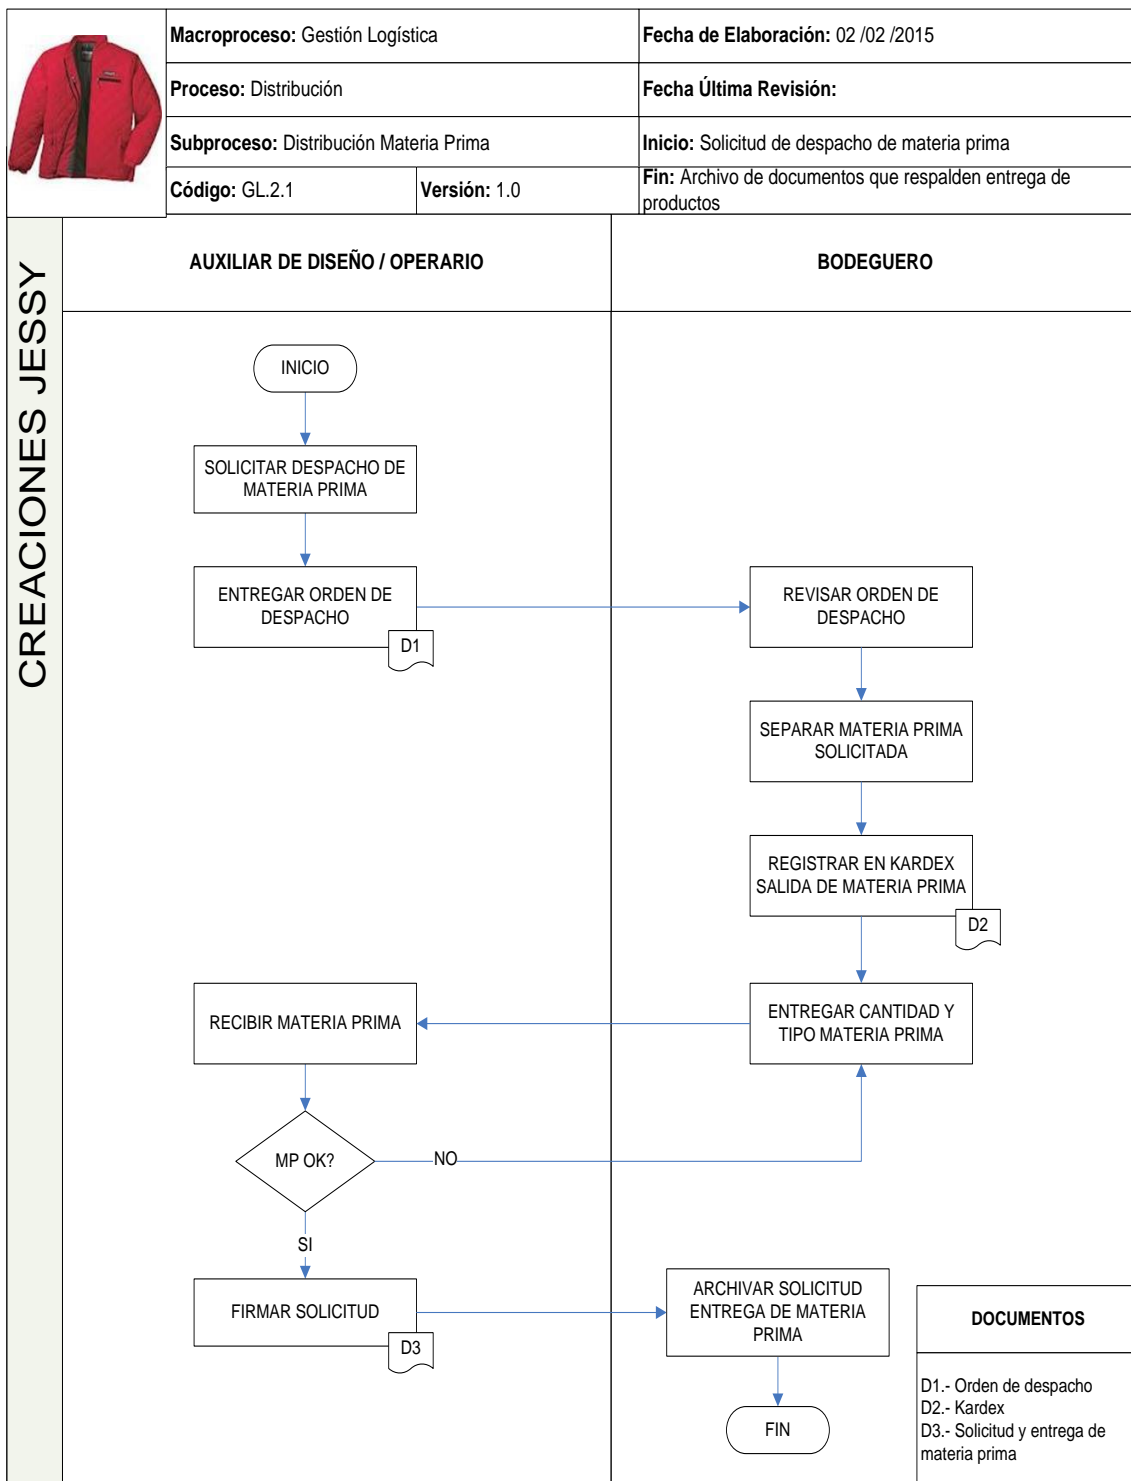 Macroproceso: Gestión Logística
Fecha de Elaboración: 02 /02 /2015
Proceso: Distribución
Fecha Última Revisión:
Subproceso: Distribución Materia Prima
Inicio: Solicitud de despacho de materia prima
Código: GL.2.1
Versión: 1.0
Fin: Archivo de documentos que respalden entrega de
productos
CREACIONES JESSY
AUXILIAR DE DISEÑO / OPERARIO
BODEGUERO
INICIO
SOLICITAR DESPACHO DE
MATERIA PRIMA
ENTREGAR ORDEN DE
DESPACHO
D1
REVISAR ORDEN DE
DESPACHO
SEPARAR MATERIA PRIMA
SOLICITADA
REGISTRAR EN KARDEX
SALIDA DE MATERIA PRIMA
D2
ENTREGAR CANTIDAD Y
TIPO MATERIA PRIMA
RECIBIR MATERIA PRIMA
MP OK?
NO
SI
FIRMAR SOLICITUD
D3
ARCHIVAR SOLICITUD
ENTREGA DE MATERIA
PRIMA
FIN
DOCUMENTOS
D1.- Orden de despacho
D2.- Kardex
D3.- Solicitud y entrega de
materia prima